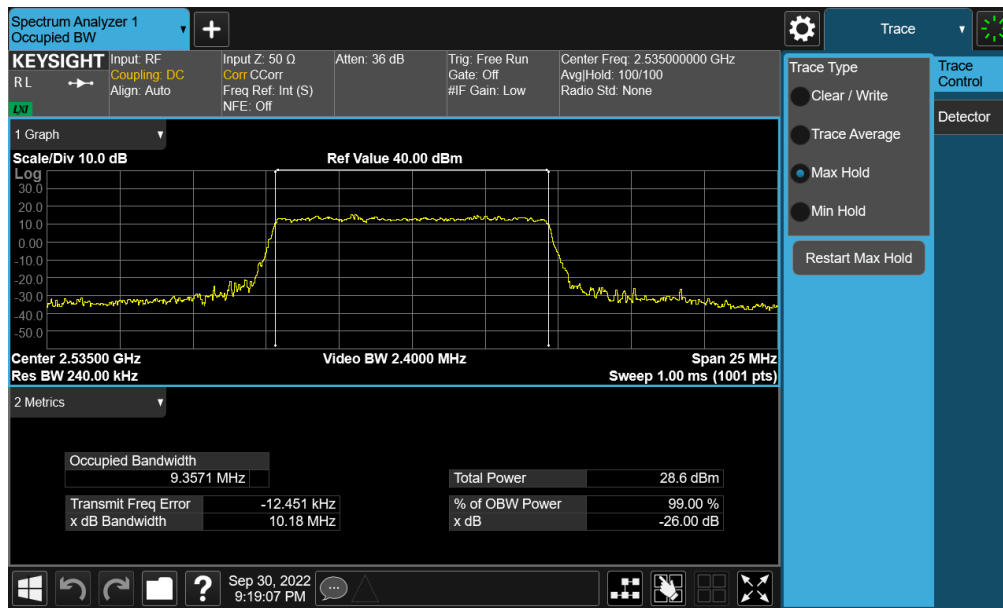 Spectrum Analyzer 1
Occupied BW
+
Trace
KEYSIGHT
R L
LXI
Input: RF
Coupling: DC
Align: Auto
Input Z: 50 Ω
Corr CCorr
Freq Ref: Int (S)
NFE: Off
Atten: 36 dB
Trig: Free Run
Gate: Off
#IF Gain: Low
Center Freq: 2.535000000 GHz
Avg|Hold: 100/100
Radio Std: None
Trace Type
Clear / Write
Trace Average
Max Hold
Min Hold
Restart Max Hold
Trace
Control
Detector
1 Graph
Scale/Div 10.0 dB
Ref Value 40.00 dBm
Log
30.0
20.0
10.0
0.00
-10.0
-20.0
-30.0
-40.0
-50.0
Center 2.53500 GHz
Video BW 2.4000 MHz
Span 25 MHz
Res BW 240.00 kHz
Sweep 1.00 ms (1001 pts)
2 Metrics
Occupied Bandwidth
9.3571 MHz
Total Power 28.6 dBm
Transmit Freq Error -12.451 kHz
% of OBW Power 99.00 %
x dB Bandwidth 10.18 MHz
x dB -26.00 dB
?
Sep 30, 2022
9:19:07 PM